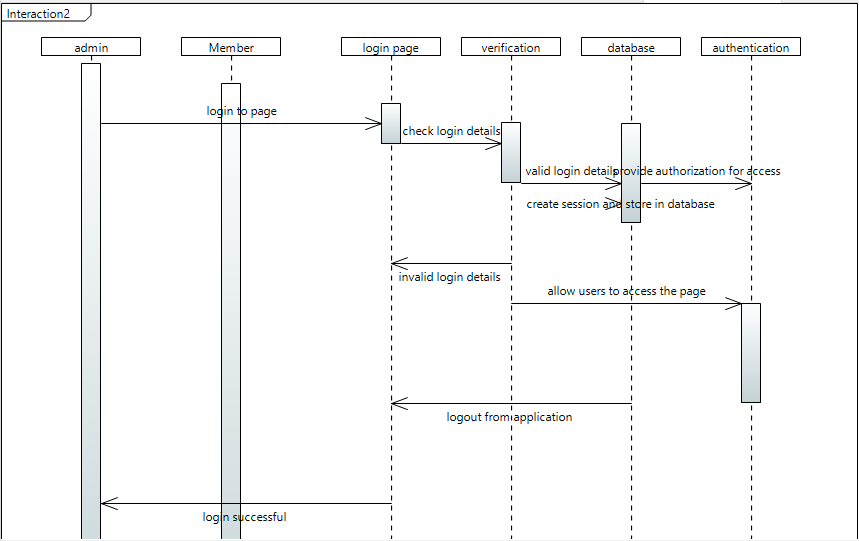 Interaction2
admin
Member
login page
verification
database
authentication
login to page
check login details
valid login details
provide authorization for access
create session and store in database
invalid login details
allow users to access the page
logout from application
login successful